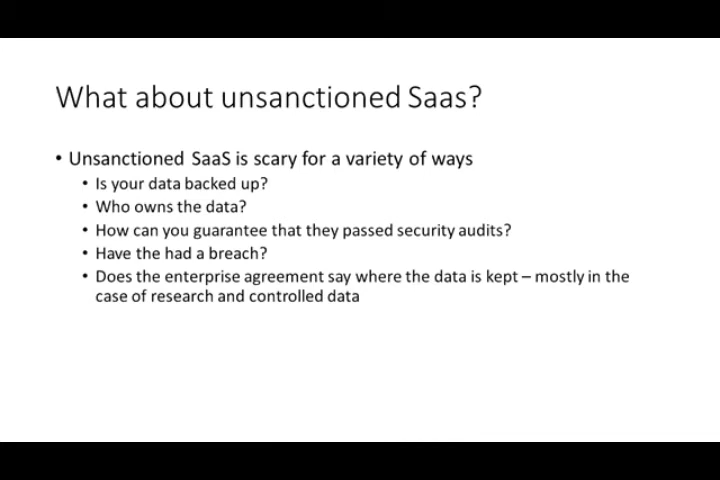 What about unsanctioned Saas?
• Unsanctioned SaaS is scary for a variety of ways
• Is your data backed up?
• Who owns the data?
• How can you guarantee that they passed security audits?
• Have the had a breach?
• Does the enterprise agreement say where the data is kept – mostly in the
case of research and controlled data